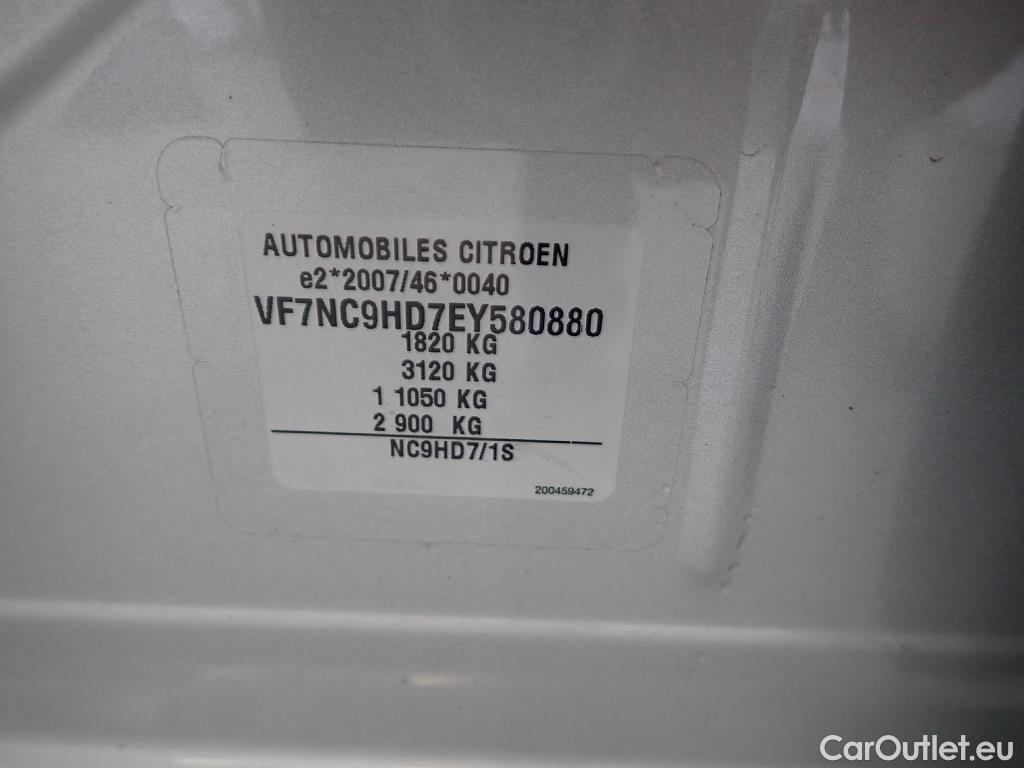 AUTOMOBILES CITROEN
e2*2007/46*0040
VF7NC9HD7EY580880
1820 KG
3120 KG
1 1050 KG
2 900 KG
NC9HD7/1S
200459472
CarOutlet.eu